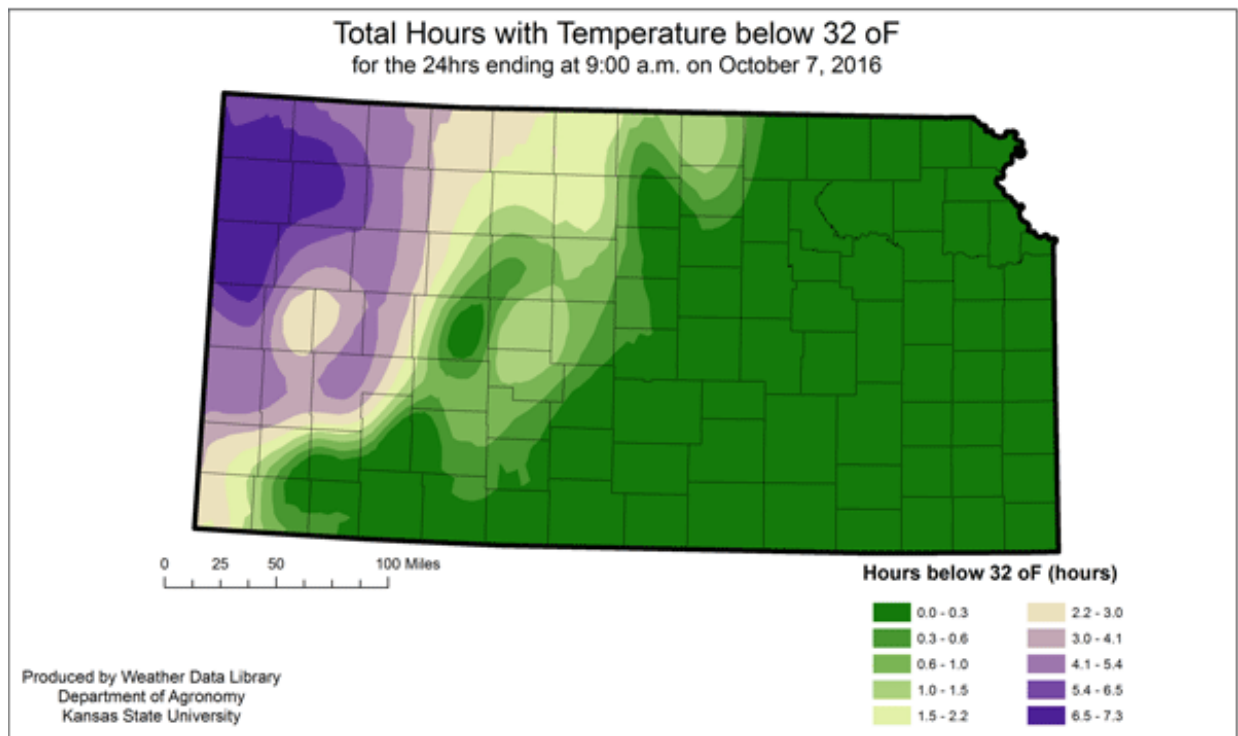 Total Hours with Temperature below 32 oF
for the 24hrs ending at 9:00 a.m. on October 7, 2016
0 25 50 100 Miles
Hours below 32 oF (hours)
0.0 - 0.3
0.3 - 0.6
0.6 - 1.0
1.0 - 1.5
1.5 - 2.2
2.2 - 3.0
3.0 - 4.1
4.1 - 5.4
5.4 - 6.5
6.5 - 7.3
Produced by Weather Data Library
Department of Agronomy
Kansas State University